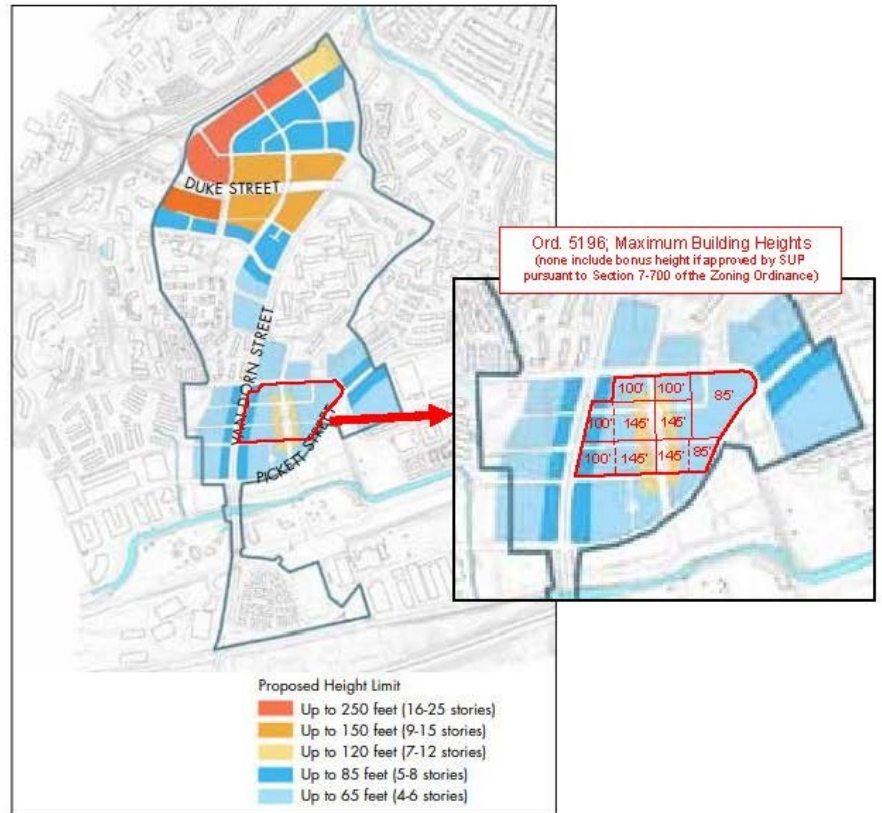 DUKE STREET
VAN DORN STREET
PICKETT STREET
Ord. 5196; Maximum Building Heights
(none include bonus height if approved by SUP
pursuant to Section 7-700 of the Zoning Ordinance)
100' 100' 85'
100' 145' 145'
100' 145' 145' 85'
Proposed Height Limit
Up to 250 feet (16-25 stories)
Up to 150 feet (9-15 stories)
Up to 120 feet (7-12 stories)
Up to 85 feet (5-8 stories)
Up to 65 feet (4-6 stories)